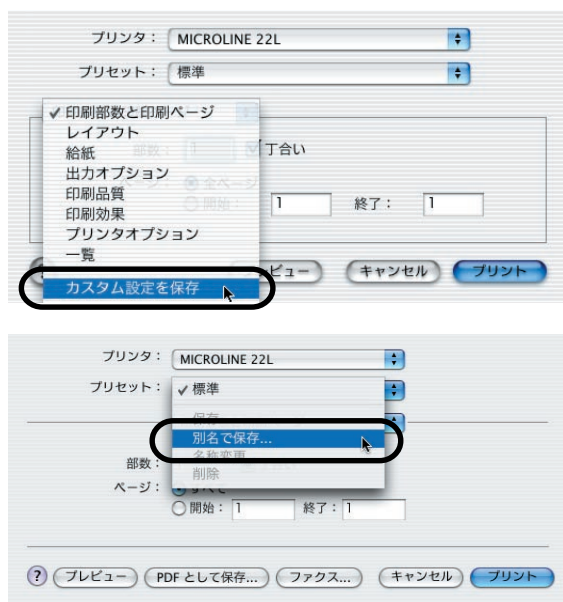 プリンタ： MICROLINE 22L
プリセット： 標準
✓ 印刷部数と印刷ページ
レイアウト
給紙 部数： 1 丁合い
出力オプション
印刷品質 全ページ
印刷効果 開始： 1 終了： 1
プリンタオプション
一覧
ビュー キャンセル プリント
カスタム設定を保存
プリンタ： MICROLINE 22L
プリセット： ✓ 標準
保存
別名で保存...
名称変更
部数：
削除
ページ： すべて
開始： 1 終了： 1
? プレビュー PDF として保存... ファクス... キャンセル プリント